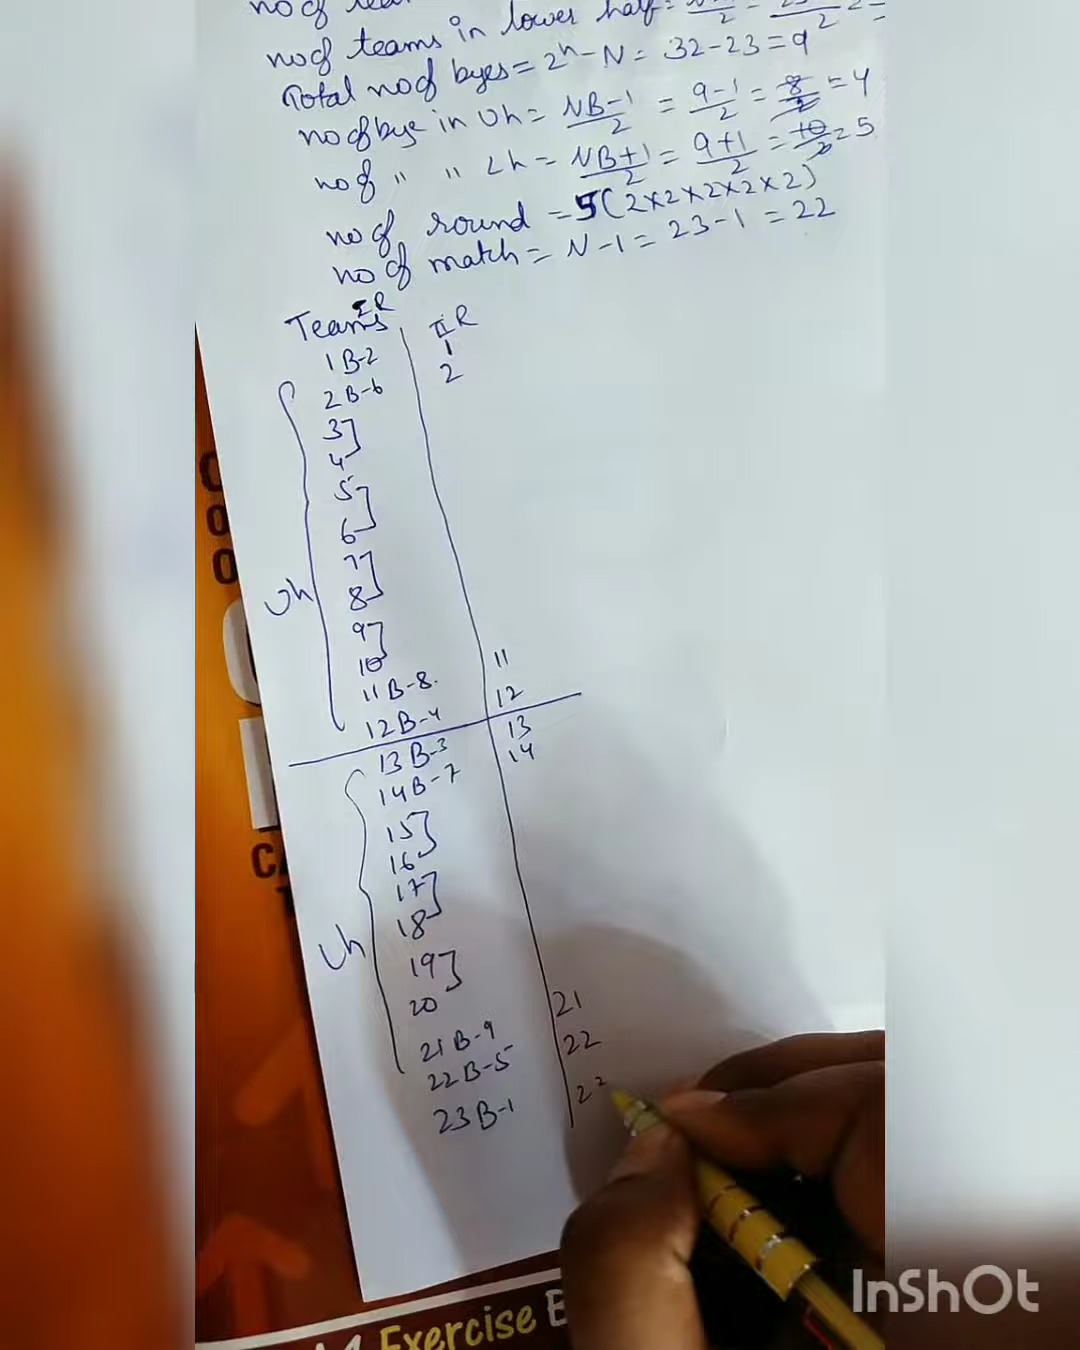 no of
no of teams in lower half =
Total no of byes = 2ⁿ - N = 32 - 23 = 9
no of bye in Uh = NB-1/2 = 9-1/2 = 8/2 = 4
no of " " Lh = NB+1/2 = 9+1/2 = 10/2 = 5
no of round = 5 (2×2×2×2×2)
no of match = N-1 = 23-1 = 22
Teams IR II R
1 B-2 1
2 B-6 2
3]
4
5]
6
7]
8
9]
10 11
11 B-8. 12
12 B-4
13 B-3 13
14 B-7 14
15]
16
17]
18
19]
20 21
21 B-9 22
22 B-5
23 B-1
Uh
Lh
Exercise
InShOt